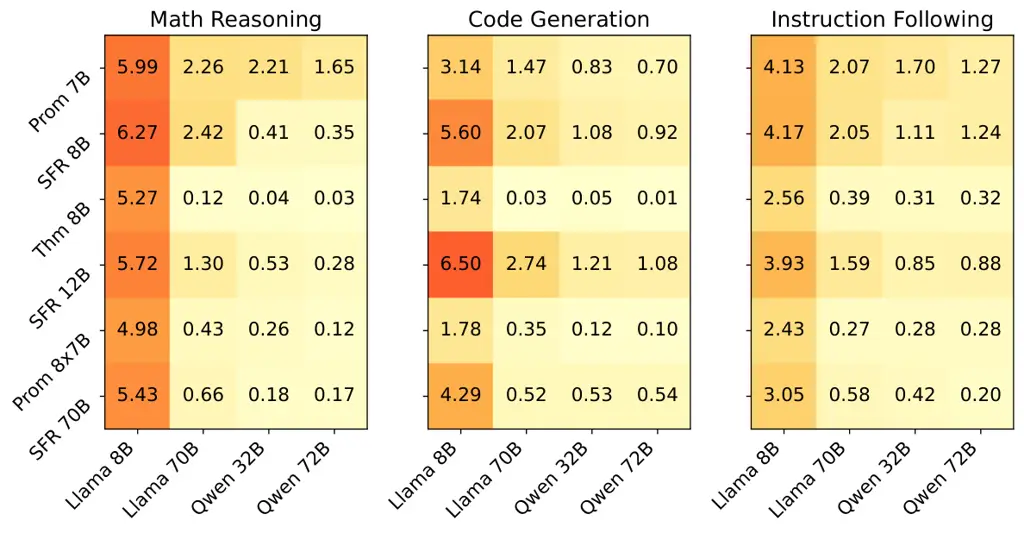 Math Reasoning Code Generation Instruction Following
Prom 7B 5.99 2.26 2.21 1.65 3.14 1.47 0.83 0.70 4.13 2.07 1.70 1.27
SFR 8B 6.27 2.42 0.41 0.35 5.60 2.07 1.08 0.92 4.17 2.05 1.11 1.24
Thm 8B 5.27 0.12 0.04 0.03 1.74 0.03 0.05 0.01 2.56 0.39 0.31 0.32
SFR 12B 5.72 1.30 0.53 0.28 6.50 2.74 1.21 1.08 3.93 1.59 0.85 0.88
Prom 8x7B 4.98 0.43 0.26 0.12 1.78 0.35 0.12 0.10 2.43 0.27 0.28 0.28
SFR 70B 5.43 0.66 0.18 0.17 4.29 0.52 0.53 0.54 3.05 0.58 0.42 0.20
Llama 8B Llama 70B Qwen 32B Qwen 72B Llama 8B Llama 70B Qwen 32B Qwen 72B Llama 8B Llama 70B Qwen 32B Qwen 72B